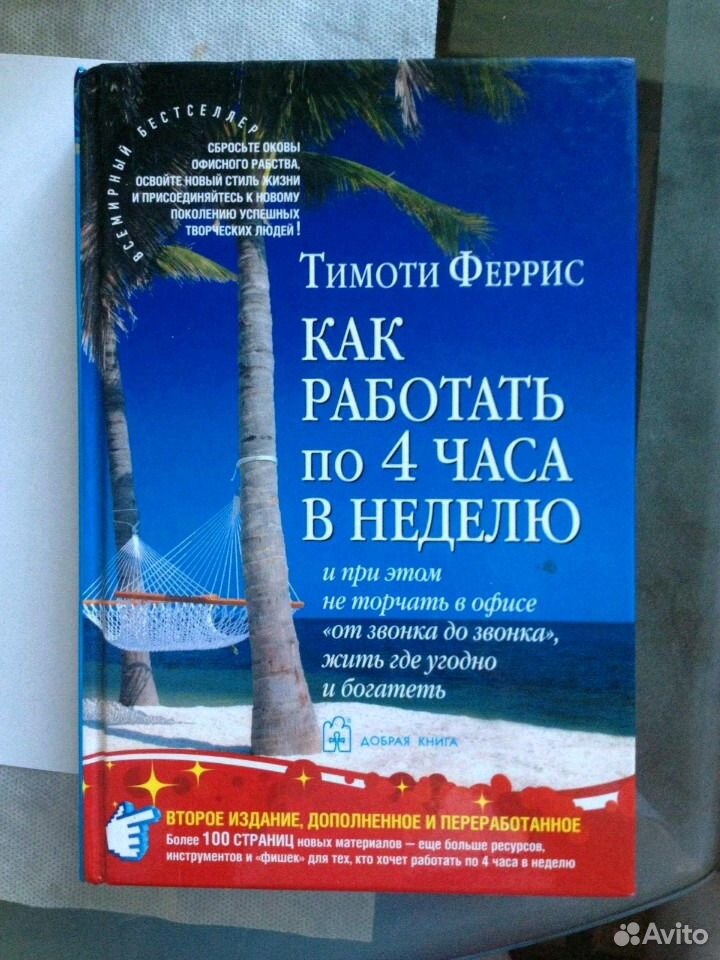 ВСЕМИРНЫЙ БЕСТСЕЛЛЕР
СБРОСЬТЕ ОКОВЫ
ОФИСНОГО РАБСТВА,
ОСВОЙТЕ НОВЫЙ СТИЛЬ ЖИЗНИ
И ПРИСОЕДИНЯЙТЕСЬ К НОВОМУ
ПОКОЛЕНИЮ УСПЕШНЫХ
ТВОРЧЕСКИХ ЛЮДЕЙ!
ТИМОТИ ФЕРРИС
КАК
РАБОТАТЬ
ПО 4 ЧАСА
В НЕДЕЛЮ
и при этом
не торчать в офисе
«от звонка до звонка»,
жить где угодно
и богатеть
ДОБРАЯ КНИГА
ВТОРОЕ ИЗДАНИЕ, ДОПОЛНЕННОЕ И ПЕРЕРАБОТАННОЕ
Более 100 СТРАНИЦ новых материалов — еще больше ресурсов,
инструментов и «фишек» для тех, кто хочет работать по 4 часа в неделю
Avito